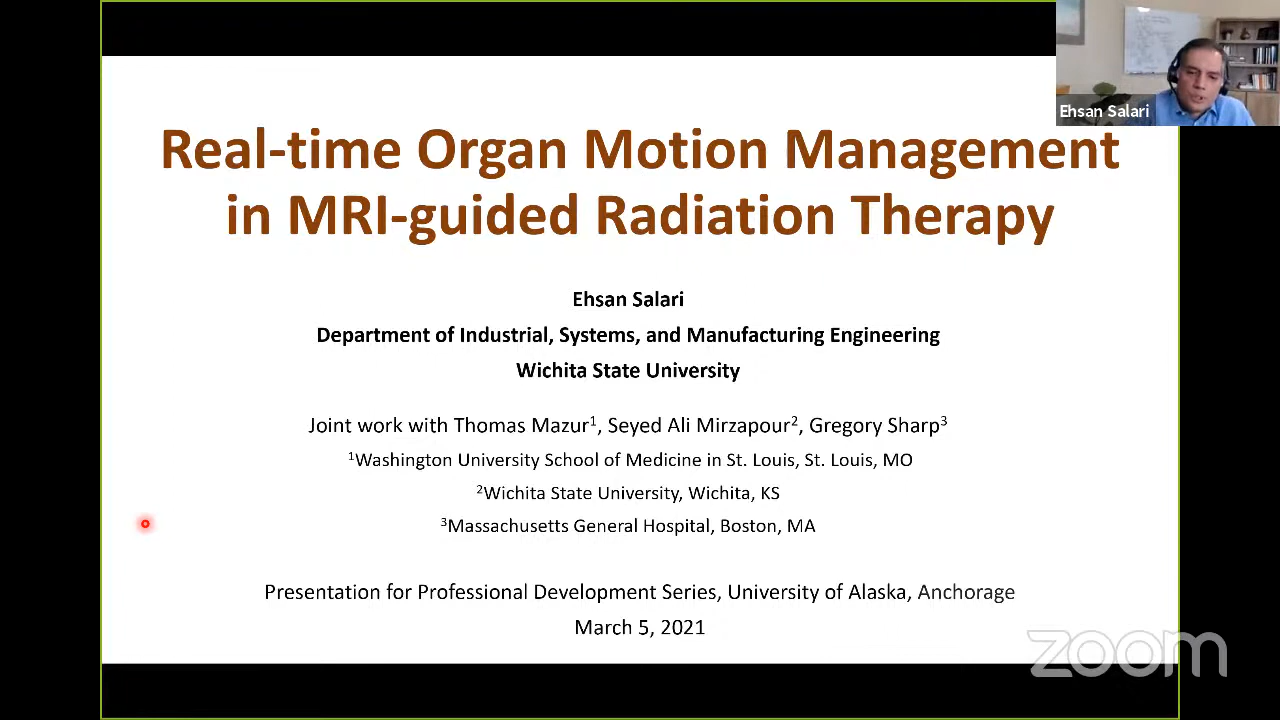 Ehsan Salari
Real-time Organ Motion Management
in MRI-guided Radiation Therapy
Ehsan Salari
Department of Industrial, Systems, and Manufacturing Engineering
Wichita State University
Joint work with Thomas Mazur¹, Seyed Ali Mirzapour², Gregory Sharp³
¹Washington University School of Medicine in St. Louis, St. Louis, MO
²Wichita State University, Wichita, KS
³Massachusetts General Hospital, Boston, MA
Presentation for Professional Development Series, University of Alaska, Anchorage
March 5, 2021
zoom